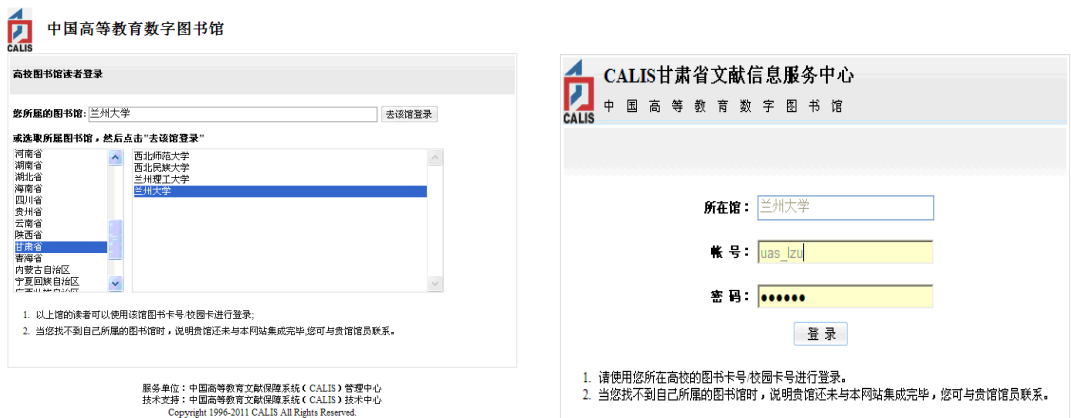 CALIS
中国高等教育数字图书馆
高校图书馆读者登录
您所属的图书馆: 兰州大学 去该馆登录
或选取所属图书馆，然后点击"去该馆登录"
河南省
湖南省
湖北省
海南省
四川省
贵州省
云南省
陕西省
甘肃省
青海省
内蒙古自治区
宁夏回族自治区
西北师范大学
西北民族大学
兰州理工大学
兰州大学
1. 以上馆的读者可以使用该馆图书卡号/校园卡进行登录;
2. 当您找不到自己所属的图书馆时，说明贵馆还未与本网站集成完毕,您可与贵馆馆员联系。
服务单位：中国高等教育文献保障系统（CALIS）管理中心
技术支持：中国高等教育文献保障系统（CALIS）技术中心
Copyright 1996-2011 CALIS All Rights Reserved.
CALIS
CALIS甘肃省文献信息服务中心
中国高等教育数字图书馆
所在馆： 兰州大学
帐 号： uas_lzu
密 码： ●●●●●●
登 录
1. 请使用您所在高校的图书卡号/校园卡号进行登录。
2. 当您找不到自己所属的图书馆时，说明贵馆还未与本网站集成完毕，您可与贵馆馆员联系。